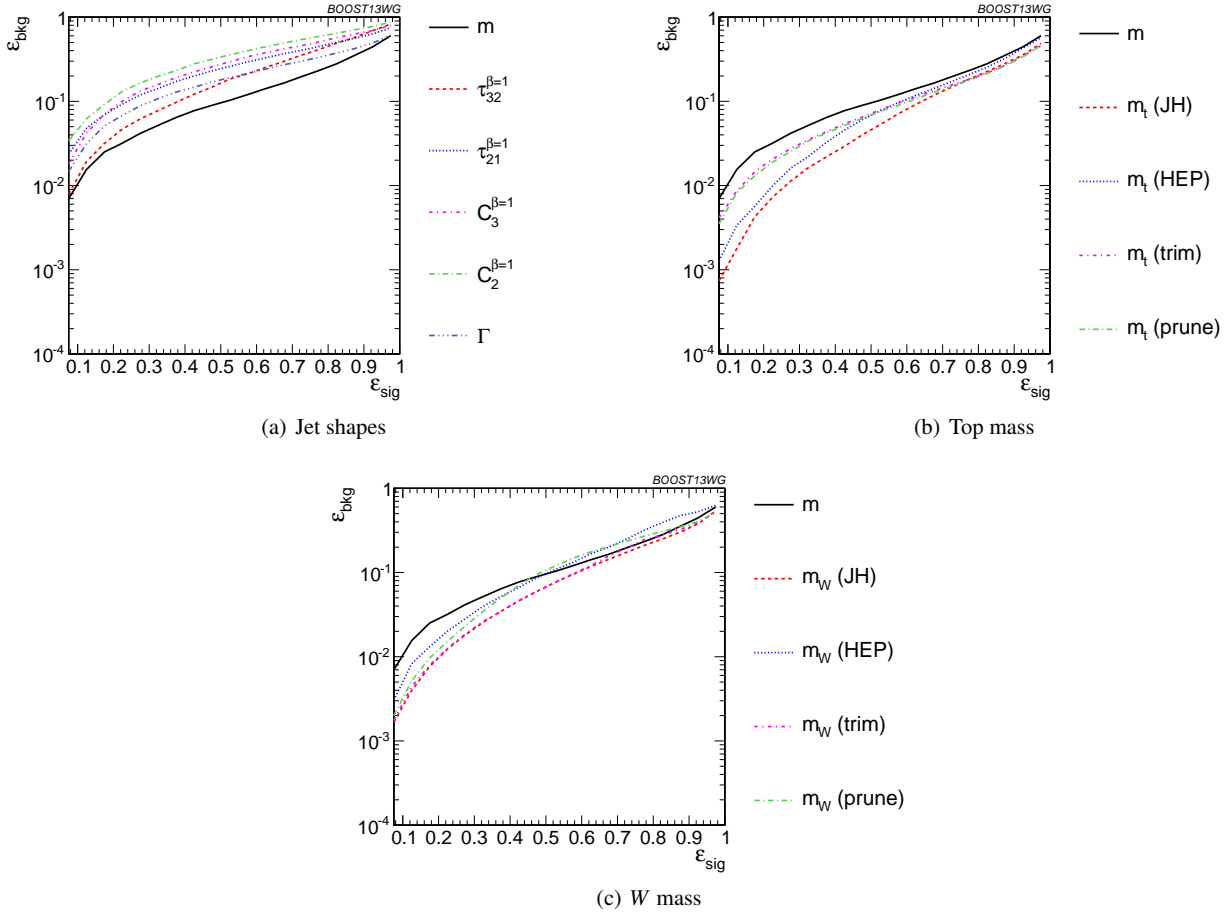 BOOST13WG
ε_bkg
1
10^-1
10^-2
10^-3
10^-4
0.1 0.2 0.3 0.4 0.5 0.6 0.7 0.8 0.9 1
ε_sig
m
τ_32^β=1
τ_21^β=1
C_3^β=1
C_2^β=1
Γ
(a) Jet shapes
BOOST13WG
ε_bkg
1
10^-1
10^-2
10^-3
10^-4
0.1 0.2 0.3 0.4 0.5 0.6 0.7 0.8 0.9 1
ε_sig
m
m_t (JH)
m_t (HEP)
m_t (trim)
m_t (prune)
(b) Top mass
BOOST13WG
ε_bkg
1
10^-1
10^-2
10^-3
10^-4
0.1 0.2 0.3 0.4 0.5 0.6 0.7 0.8 0.9 1
ε_sig
m
m_W (JH)
m_W (HEP)
m_W (trim)
m_W (prune)
(c) W mass